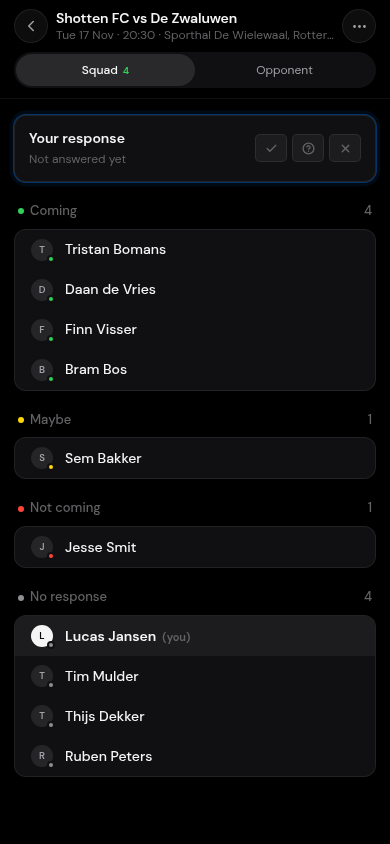 Shotten FC vs De Zwaluwen
Tue 17 Nov · 20:30 · Sporthal De Wielewaal, Rotter...
Squad 4
Opponent
Your response
Not answered yet
Coming 4
T Tristan Bomans
D Daan de Vries
F Finn Visser
B Bram Bos
Maybe 1
S Sem Bakker
Not coming 1
J Jesse Smit
No response 4
L Lucas Jansen (you)
T Tim Mulder
T Thijs Dekker
R Ruben Peters